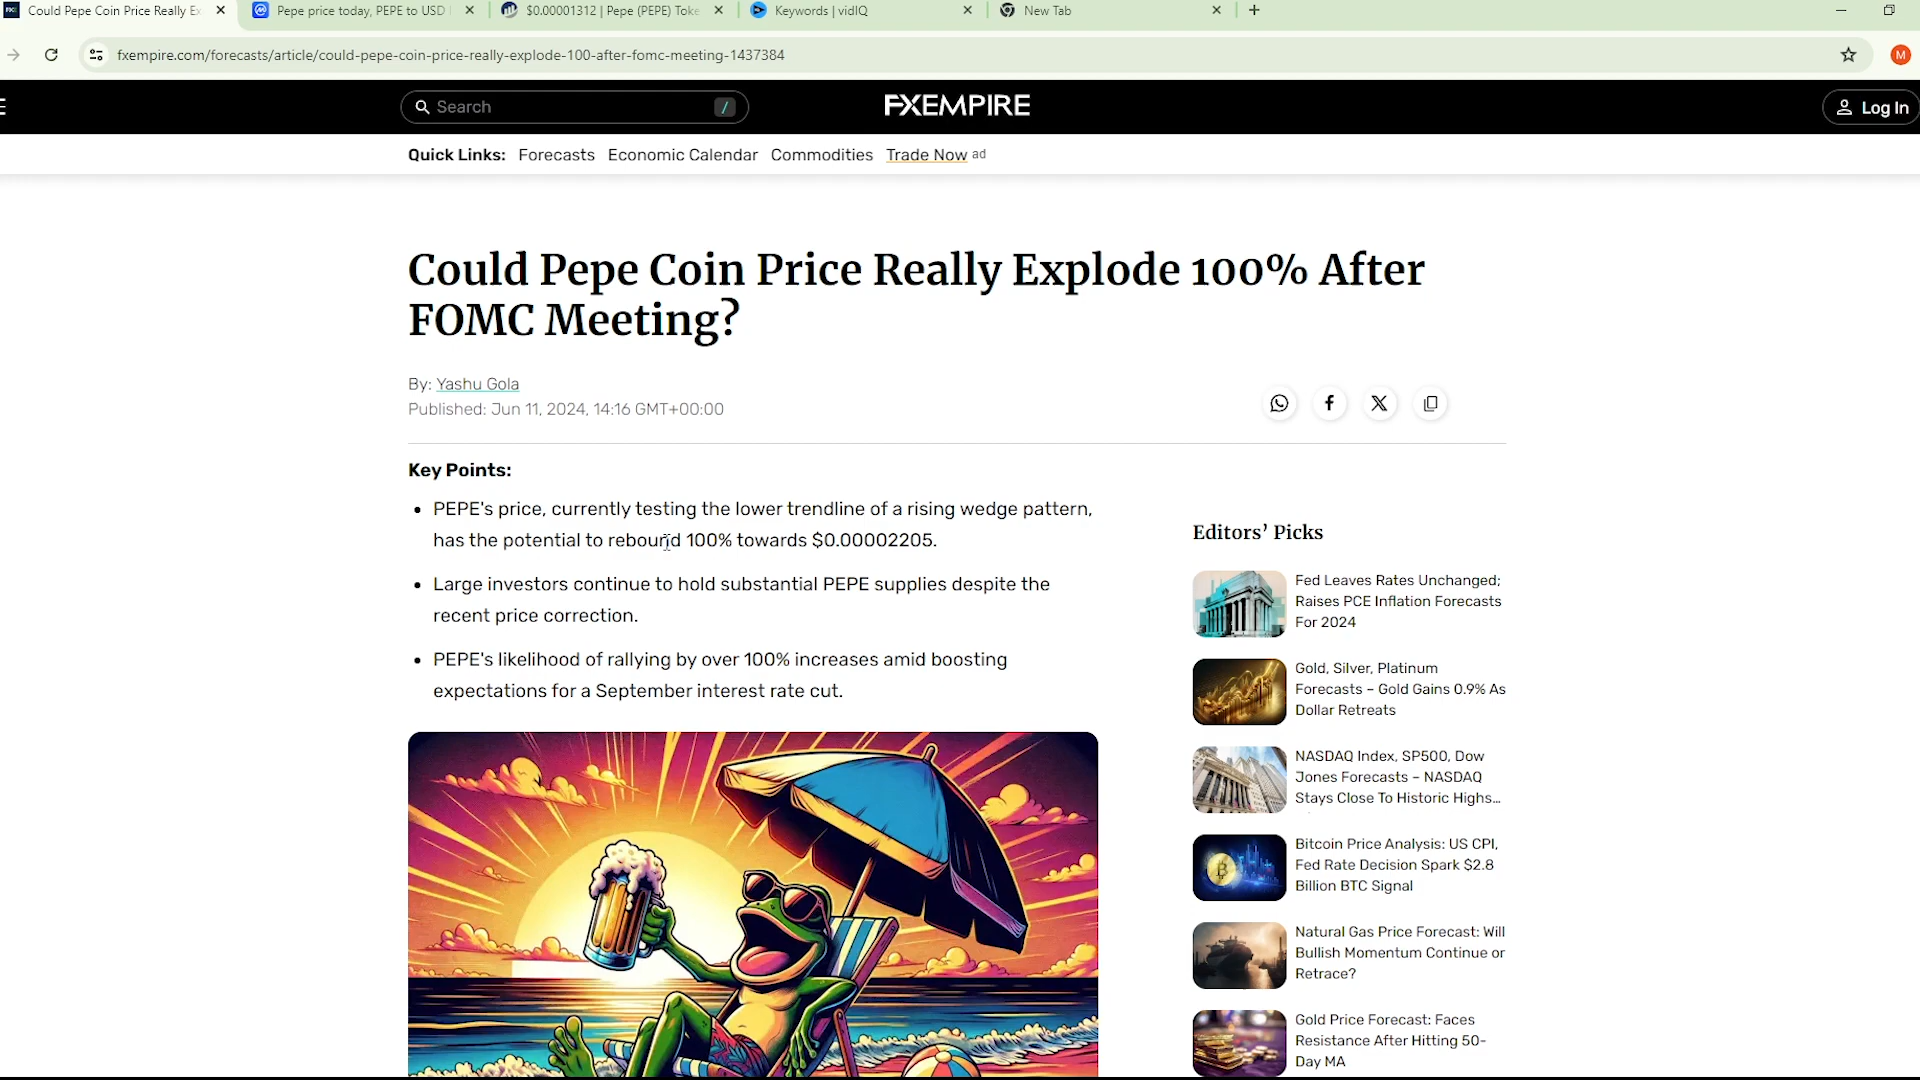 Could Pepe Coin Price Really Ex
Pepe price today, PEPE to USD
$0.00001312 | Pepe (PEPE) Toke
Keywords | vidIQ
New Tab
fxempire.com/forecasts/article/could-pepe-coin-price-really-explode-100-after-fomc-meeting-1437384
M
Search
/
FXEMPIRE
Log In
Quick Links: Forecasts Economic Calendar Commodities Trade Now ad
Could Pepe Coin Price Really Explode 100% After
FOMC Meeting?
By: Yashu Gola
Published: Jun 11, 2024, 14:16 GMT+00:00
Key Points:
PEPE's price, currently testing the lower trendline of a rising wedge pattern,
has the potential to rebound 100% towards $0.00002205.
Large investors continue to hold substantial PEPE supplies despite the
recent price correction.
PEPE's likelihood of rallying by over 100% increases amid boosting
expectations for a September interest rate cut.
Editors' Picks
Fed Leaves Rates Unchanged;
Raises PCE Inflation Forecasts
For 2024
Gold, Silver, Platinum
Forecasts – Gold Gains 0.9% As
Dollar Retreats
NASDAQ Index, SP500, Dow
Jones Forecasts – NASDAQ
Stays Close To Historic Highs...
Bitcoin Price Analysis: US CPI,
Fed Rate Decision Spark $2.8
Billion BTC Signal
Natural Gas Price Forecast: Will
Bullish Momentum Continue or
Retrace?
Gold Price Forecast: Faces
Resistance After Hitting 50-
Day MA